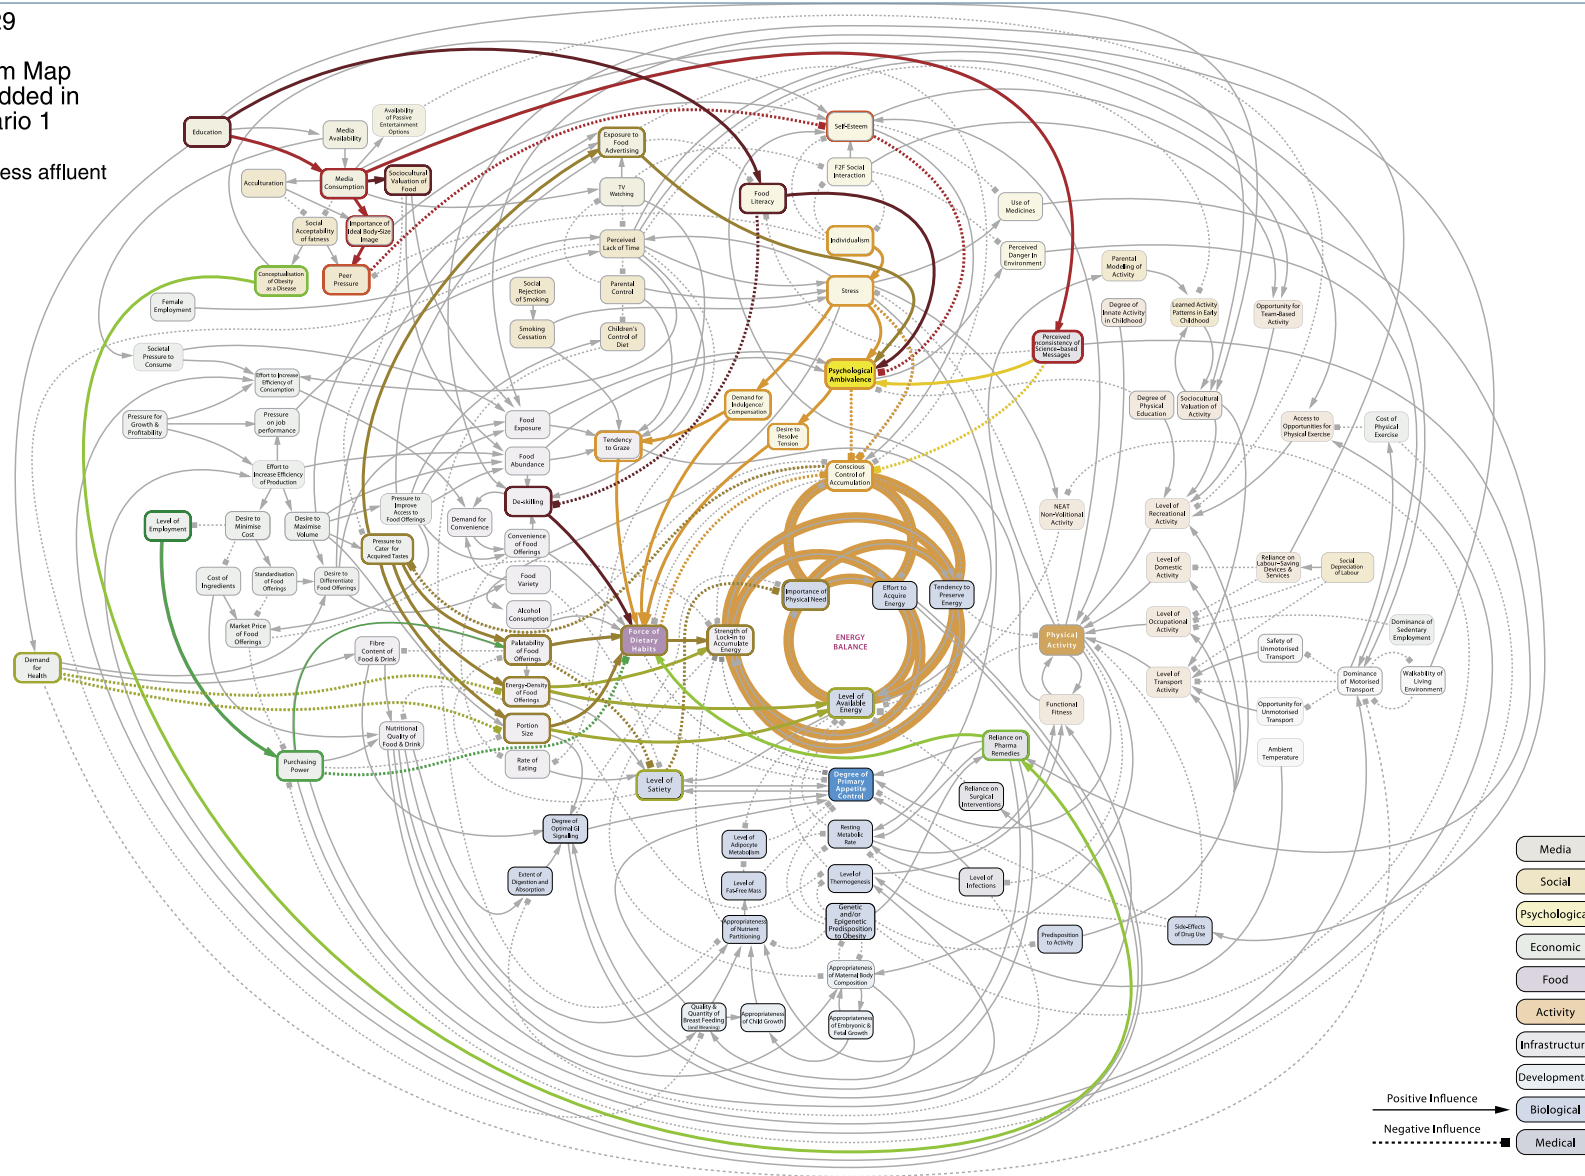 29
m Map
dded in
ario 1
ess affluent
Education
Media
Availability
Availability
of Passive
Entertainment
Options
Acculturation
Media
Consumption
Sociocultural
Valuation of
Food
Social
Acceptability
of fatness
Importance of
Ideal Body-Size
Image
Conceptualisation
of Obesity
as a Disease
Peer
Pressure
Female
Employment
Exposure to
Food
Advertising
TV
Watching
Perceived
Lack of Time
Social
Rejection
of Smoking
Parental
Control
Smoking
Cessation
Children's
Control of
Diet
Self-Esteem
F2F Social
Interaction
Food
Literacy
Individualism
Stress
Psychological
Ambivalence
Use of
Medicines
Perceived
Danger in
Environment
Parental
Modelling of
Activity
Degree of
Innate Activity
in Childhood
Learned Activity
Patterns in Early
Childhood
Opportunity for
Team-Based
Activity
Perceived
Inconsistency of
Science-based
Messages
Degree of
Physical
Education
Sociocultural
Valuation of
Activity
Access to
Opportunities for
Physical Exercise
Cost of
Physical
Exercise
Societal
Pressure to
Consume
Effort to Increase
Efficiency of
Consumption
Pressure for
Growth &
Profitability
Pressure
on job
performance
Effort to
Increase Efficiency
of Production
Level of
Employment
Desire to
Minimise
Cost
Desire to
Maximise
Volume
Pressure to
Improve
Access to
Food Offerings
Pressure to
Cater for
Acquired Tastes
Cost of
Ingredients
Standardisation
of Food
Offerings
Desire to
Differentiate
Food Offerings
Market Price
of Food
Offerings
Demand
for
Health
Fibre
Content of
Food & Drink
Nutritional
Quality of
Food & Drink
Purchasing
Power
Food
Exposure
Food
Abundance
De-skilling
Demand for
Convenience
Convenience
of Food
Offerings
Food
Variety
Alcohol
Consumption
Palatability
of Food
Offerings
Energy-Density
of Food
Offerings
Portion
Size
Rate of
Eating
Tendency
to Graze
Demand for
Indulgence/
Compensation
Desire to
Resolve
Tension
Conscious
Control of
Accumulation
Force of
Dietary
Habits
Strength of
Lock-in to
Accumulate
Energy
Importance of
Physical Need
Effort to
Acquire
Energy
Tendency to
Preserve
Energy
ENERGY
BALANCE
Level of
Available
Energy
Level of
Satiety
Degree of
Primary
Appetite
Control
Reliance on
Pharma
Remedies
Reliance on
Surgical
Interventions
NEAT
Non-Volitional
Activity
Level of
Recreational
Activity
Level of
Domestic
Activity
Reliance on
Labour-Saving
Devices &
Services
Social
Depreciation
of Labour
Level of
Occupational
Activity
Physical
Activity
Safety of
Unmotorised
Transport
Dominance of
Sedentary
Employment
Level of
Transport
Activity
Dominance
of Motorised
Transport
Walkability of
Living
Environment
Functional
Fitness
Opportunity for
Unmotorised
Transport
Ambient
Temperature
Degree of
Optimal GI
Signalling
Extent of
Digestion and
Absorption
Level of
Adipocyte
Metabolism
Level of
Fat-Free Mass
Appropriateness
of Nutrient
Partitioning
Resting
Metabolic
Rate
Level of
Thermogenesis
Genetic
and/or
Epigenetic
Predisposition
to Obesity
Level of
Infections
Predisposition
to Activity
Side-Effects
of Drug Use
Appropriateness
of Maternal Body
Composition
Quality &
Quantity of
Breast Feeding
(and Weaning)
Appropriateness
of Child Growth
Appropriateness
of Embryonic &
Fetal Growth
Media
Social
Psychologica
Economic
Food
Activity
Infrastructur
Development
Biological
Medical
Positive Influence
Negative Influence